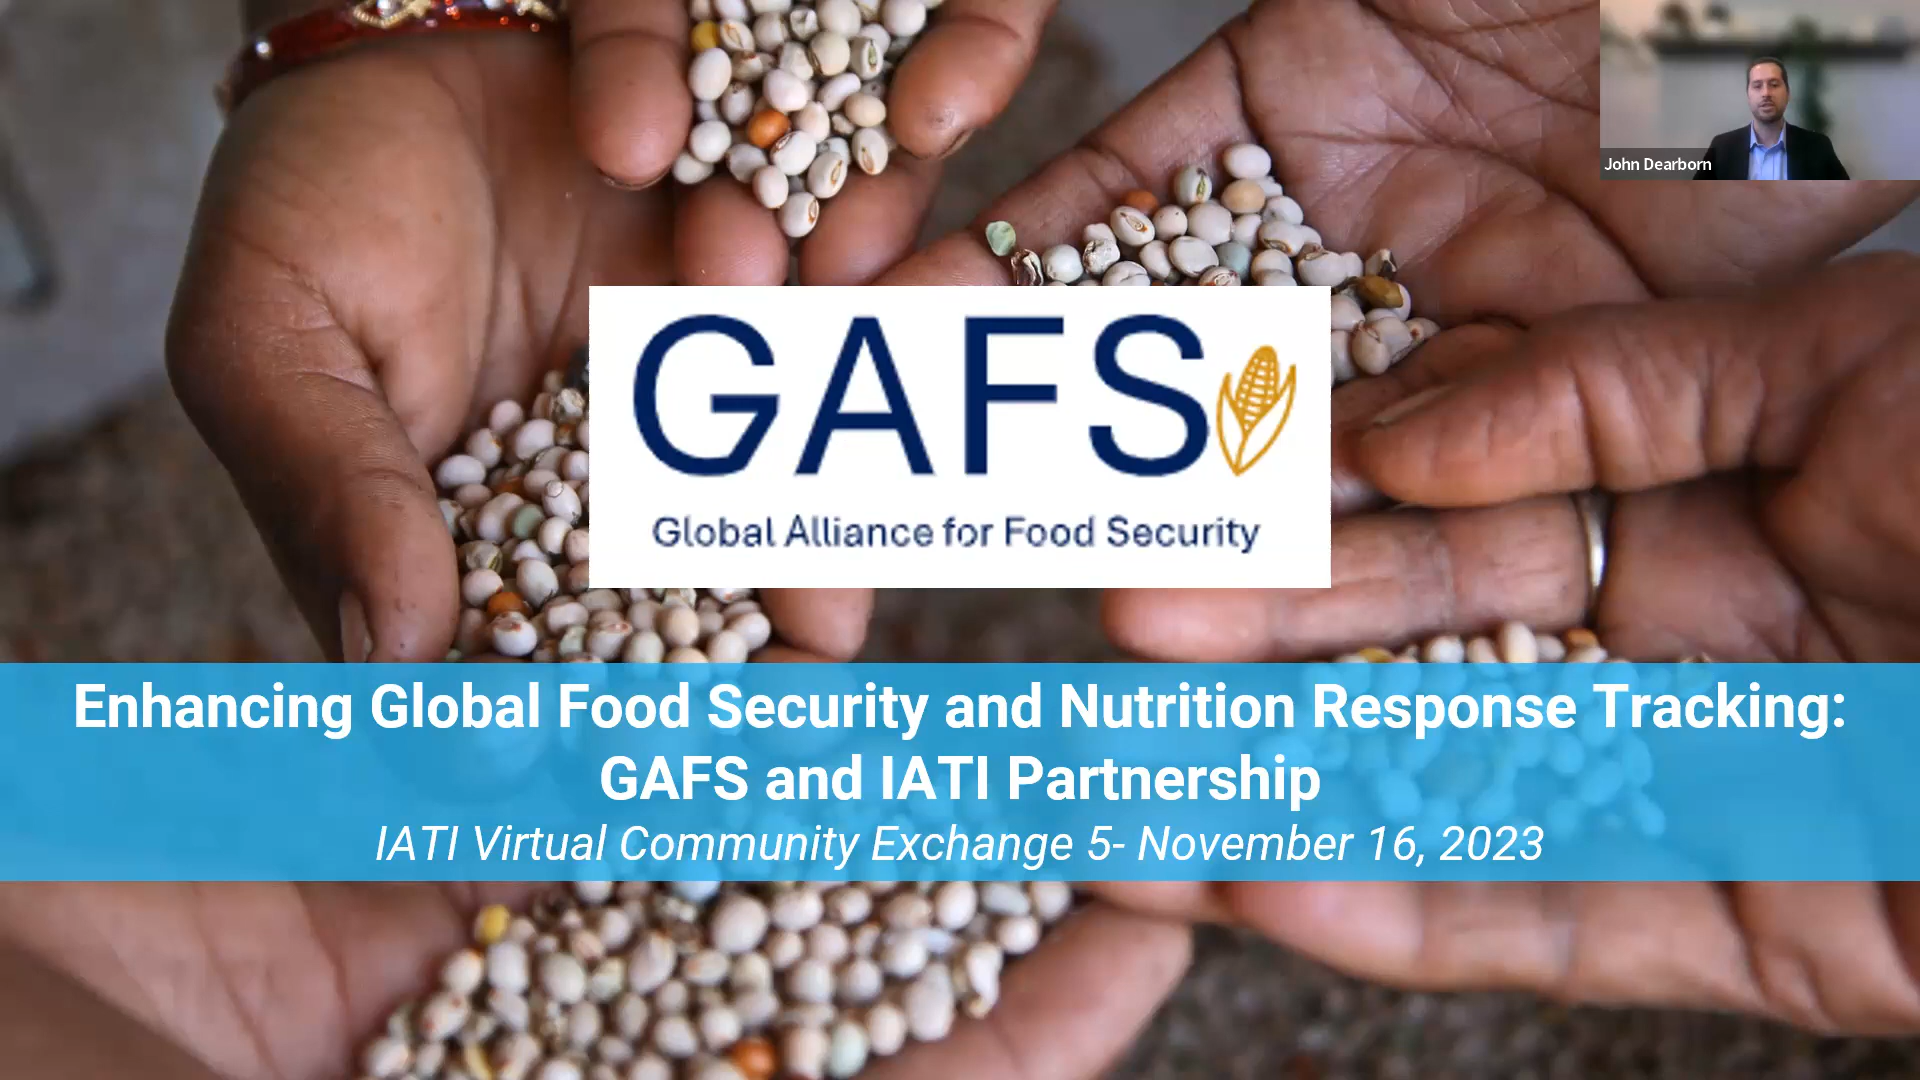 John Dearborn
GAFS
Global Alliance for Food Security
Enhancing Global Food Security and Nutrition Response Tracking:
GAFS and IATI Partnership
IATI Virtual Community Exchange 5- November 16, 2023